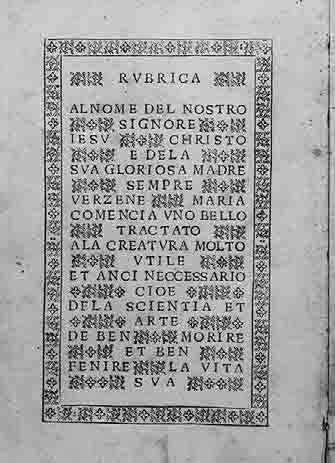 RVBRICA
AL NOME DEL NOSTRO
SIGNORE
IESV CHRISTO
E DELA
SVA GLORIOSA MADRE
SEMPRE
VERZENE MARIA
COMENCIA VNO BELLO
TRACTATO
ALA CREATVRA MOLTO
VTILE
ET ANCI NECCESSARIO
CIOE
DELA SCIENTIA ET
ARTE
DE BEN MORIRE
ET BEN
FENIRE LA VITA
SVA